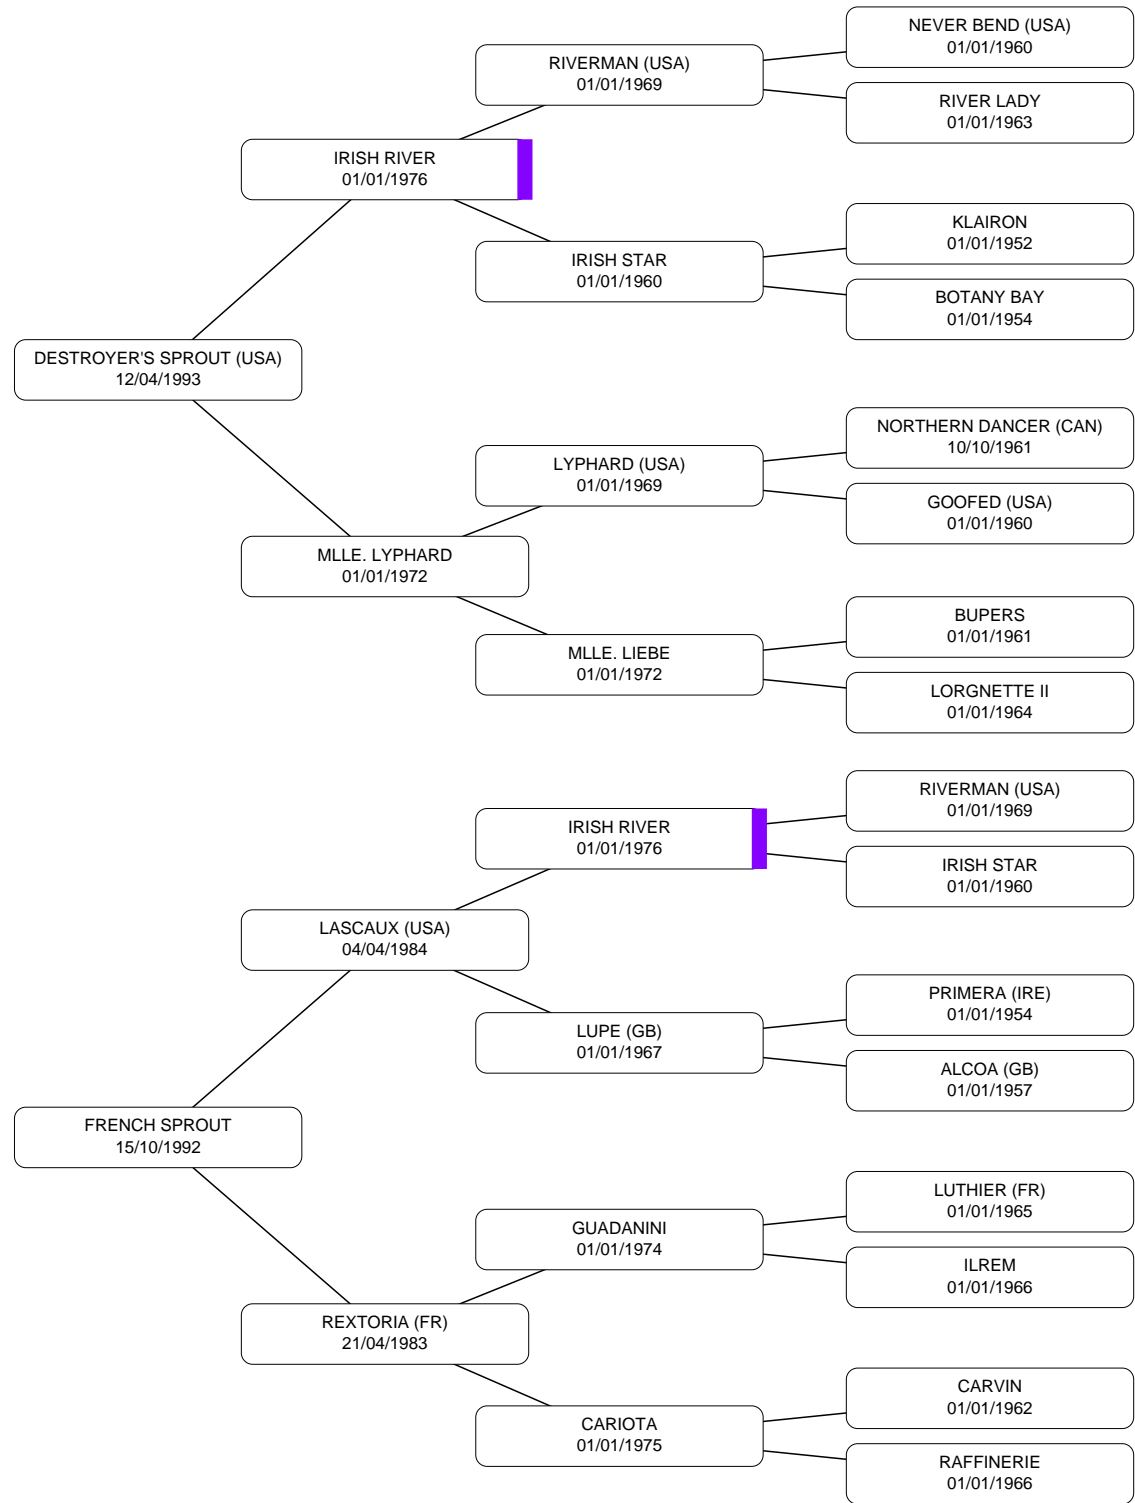 NEVER BEND (USA)
01/01/1960
RIVERMAN (USA)
01/01/1969
RIVER LADY
01/01/1963
IRISH RIVER
01/01/1976
KLAIRON
01/01/1952
IRISH STAR
01/01/1960
BOTANY BAY
01/01/1954
DESTROYER'S SPROUT (USA)
12/04/1993
NORTHERN DANCER (CAN)
10/10/1961
LYPHARD (USA)
01/01/1969
GOOFED (USA)
01/01/1960
MLLE. LYPHARD
01/01/1972
BUPERS
01/01/1961
MLLE. LIEBE
01/01/1972
LORGNETTE II
01/01/1964
RIVERMAN (USA)
01/01/1969
IRISH RIVER
01/01/1976
IRISH STAR
01/01/1960
LASCAUX (USA)
04/04/1984
PRIMERA (IRE)
01/01/1954
LUPE (GB)
01/01/1967
ALCOA (GB)
01/01/1957
FRENCH SPROUT
15/10/1992
LUTHIER (FR)
01/01/1965
GUADANINI
01/01/1974
ILREM
01/01/1966
REXTORIA (FR)
21/04/1983
CARVIN
01/01/1962
CARIOTA
01/01/1975
RAFFINERIE
01/01/1966